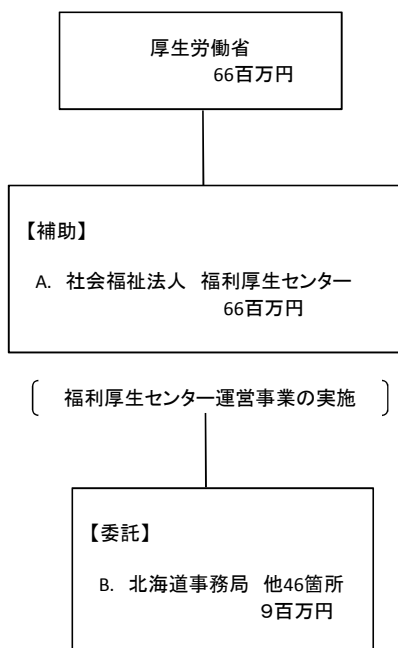 厚生労働省
66百万円
【補助】
A. 社会福祉法人 福利厚生センター
66百万円
福利厚生センター運営事業の実施
【委託】
B. 北海道事務局 他46箇所
９百万円